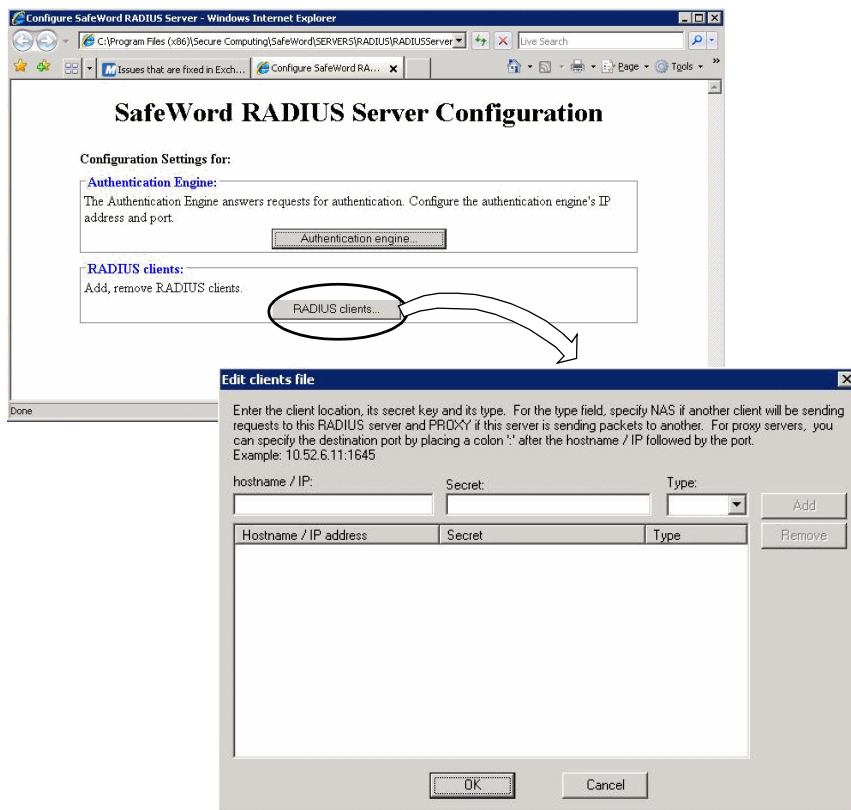 Configure SafeWord RADIUS Server - Windows Internet Explorer
C:\Program Files (x86)\Secure Computing\SafeWord\SERVERS\RADIUS\RADIUSServer
Live Search
Issues that are fixed in Exch...
Configure SafeWord RA...
Page
Tools
SafeWord RADIUS Server Configuration
Configuration Settings for:
Authentication Engine:
The Authentication Engine answers requests for authentication. Configure the authentication engine's IP
address and port.
Authentication engine...
RADIUS clients:
Add, remove RADIUS clients.
RADIUS clients...
Done
Edit clients file
Enter the client location, its secret key and its type. For the type field, specify NAS if another client will be sending
requests to this RADIUS server and PROXY if this server is sending packets to another. For proxy servers, you
can specify the destination port by placing a colon ':' after the hostname / IP followed by the port.
Example: 10.52.6.11:1645
hostname / IP:
Secret:
Type:
Add
Hostname / IP address
Secret
Type
Remove
OK
Cancel